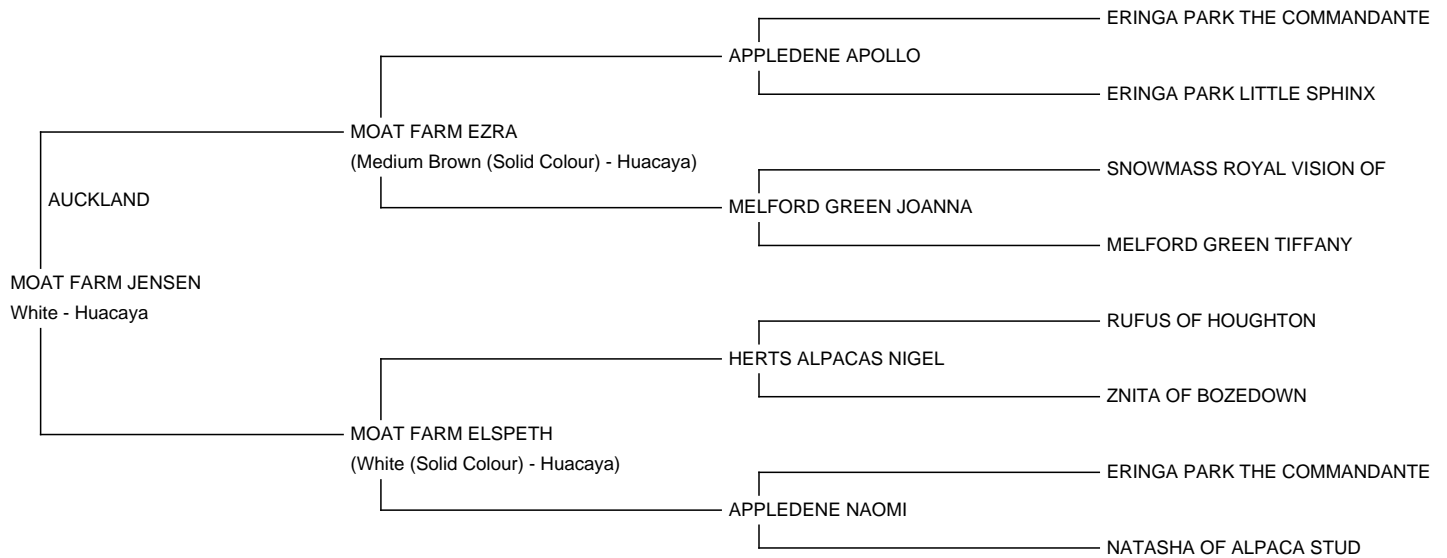 ERINGA PARK THE COMMANDANTE
APPLEDENE APOLLO
ERINGA PARK LITTLE SPHINX
MOAT FARM EZRA
(Medium Brown (Solid Colour) - Huacaya)
SNOWMASS ROYAL VISION OF
AUCKLAND
MELFORD GREEN JOANNA
MELFORD GREEN TIFFANY
MOAT FARM JENSEN
White - Huacaya
RUFUS OF HOUGHTON
HERTS ALPACAS NIGEL
ZNITA OF BOZEDOWN
MOAT FARM ELSPETH
(White (Solid Colour) - Huacaya)
ERINGA PARK THE COMMANDANTE
APPLEDENE NAOMI
NATASHA OF ALPACA STUD